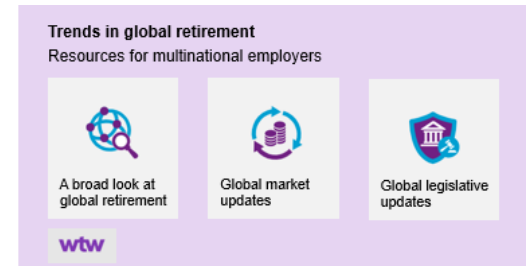 Trends in global retirement
Resources for multinational employers
A broad look at
global retirement
Global market
updates
Global legislative
updates
wtw